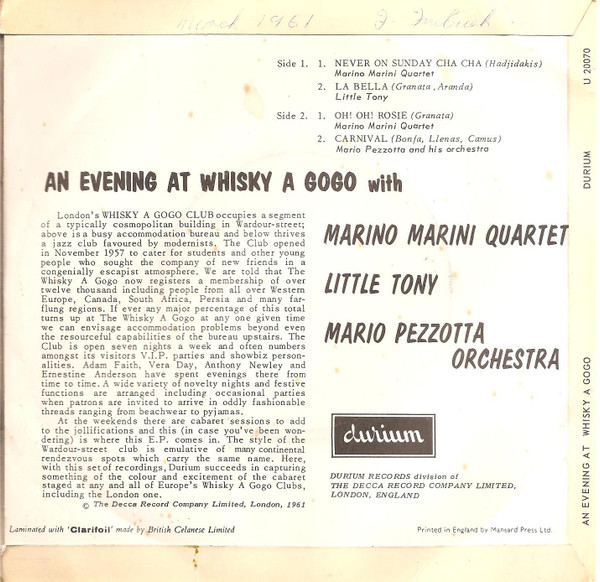 March 1961
Side 1. 1. NEVER ON SUNDAY CHA CHA (Hadjidakis)
Marino Marini Quartet
2. LA BELLA (Granata, Aranda)
Little Tony
Side 2. 1. OH! OH! ROSIE (Granata)
Marino Marini Quartet
2. CARNIVAL (Bonfa, Llenas, Camus)
Mario Pezzotta and his orchestra
AN EVENING AT WHISKY A GOGO with
London's WHISKY A GOGO CLUB occupies a segment
of a typically cosmopolitan building in Wardour-street;
above is a busy accommodation bureau and below thrives
a jazz club favoured by modernists. The Club opened
in November 1957 to cater for students and other young
people who sought the company of new friends in a
congenially escapist atmosphere. We are told that The
Whisky A Gogo now registers a membership of over
twelve thousand including people from all over Western
Europe, Canada, South Africa, Persia and many far-
flung regions. If ever any major percentage of this total
turns up at The Whisky A Gogo at any one given time
we can envisage accommodation problems beyond even
the resourceful capabilities of the bureau upstairs. The
Club is open seven nights a week and often numbers
amongst its visitors V.I.P. parties and showbiz person-
alities. Adam Faith, Vera Day, Anthony Newley and
Ernestine Anderson have spent evenings there from
time to time. A wide variety of novelty nights and festive
functions are arranged including occasional parties
when patrons are invited to arrive in oddly fashionable
threads ranging from beachwear to pyjamas.
At the weekends there are cabaret sessions to add
to the jollifications and this (in case you've been won-
dering) is where this E.P. comes in. The style of the
Wardour-street club is emulative of many continental
rendezvous spots which carry the same name. Here,
with this set of recordings, Durium succeeds in capturing
something of the colour and excitement of the cabaret
staged at any and all of Europe's Whisky A Gogo Clubs,
including the London one.
© The Decca Record Company Limited, London, 1961
MARINO MARINI QUARTET
LITTLE TONY
MARIO PEZZOTTA
ORCHESTRA
durium
DURIUM RECORDS division of
THE DECCA RECORD COMPANY LIMITED,
LONDON, ENGLAND
Laminated with 'Clarifoil' made by British Celanese Limited
Printed in England by Mansard Press Ltd.
AN EVENING AT WHISKY A GOGO DURIUM U 20070